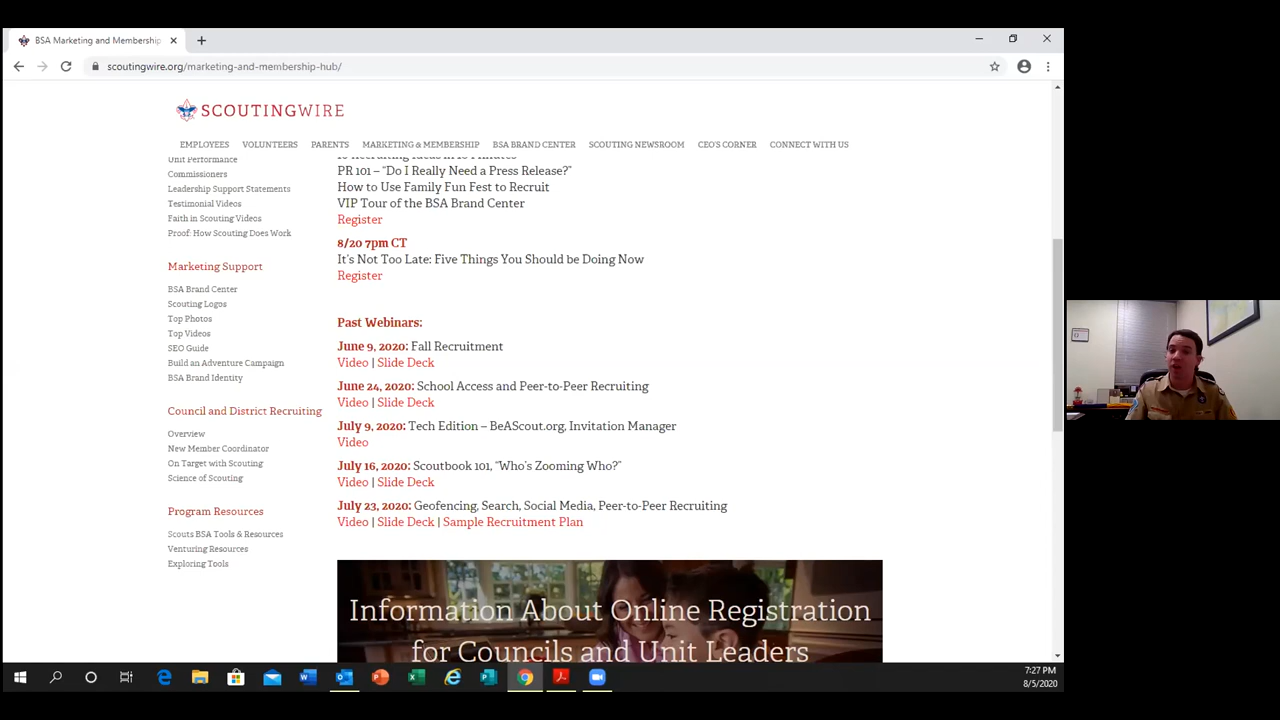 BSA Marketing and Membership
scoutingwire.org/marketing-and-membership-hub/
SCOUTINGWIRE
EMPLOYEES VOLUNTEERS PARENTS MARKETING & MEMBERSHIP BSA BRAND CENTER SCOUTING NEWSROOM CEO'S CORNER CONNECT WITH US
Unit Performance
Commissioners
Leadership Support Statements
Testimonial Videos
Faith in Scouting Videos
Proof: How Scouting Does Work
Marketing Support
BSA Brand Center
Scouting Logos
Top Photos
Top Videos
SEO Guide
Build an Adventure Campaign
BSA Brand Identity
Council and District Recruiting
Overview
New Member Coordinator
On Target with Scouting
Science of Scouting
Program Resources
Scouts BSA Tools & Resources
Venturing Resources
Exploring Tools
10 Recruiting Ideas in 10 Minutes
PR 101 – “Do I Really Need a Press Release?”
How to Use Family Fun Fest to Recruit
VIP Tour of the BSA Brand Center
Register
8/20 7pm CT
It’s Not Too Late: Five Things You Should be Doing Now
Register
Past Webinars:
June 9, 2020: Fall Recruitment
Video | Slide Deck
June 24, 2020: School Access and Peer-to-Peer Recruiting
Video | Slide Deck
July 9, 2020: Tech Edition – BeAScout.org, Invitation Manager
Video
July 16, 2020: Scoutbook 101, “Who’s Zooming Who?”
Video | Slide Deck
July 23, 2020: Geofencing, Search, Social Media, Peer-to-Peer Recruiting
Video | Slide Deck | Sample Recruitment Plan
Information About Online Registration
for Councils and Unit Leaders
7:27 PM
8/5/2020